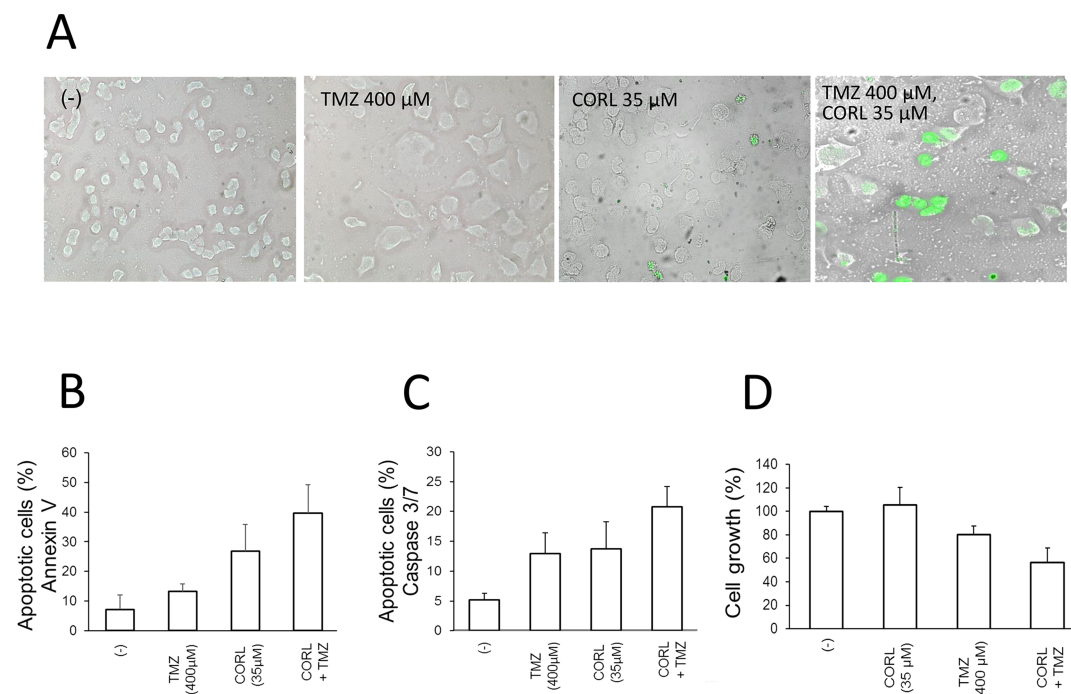 A
(-)
TMZ 400 µM
CORL 35 µM
TMZ 400 µM,
CORL 35 µM
B
Apoptotic cells (%)
Annexin V
60
50
40
30
20
10
0
(-)
TMZ
(400µM)
CORL
(35µM)
CORL
+ TMZ
C
Apoptotic cells (%)
Caspase 3/7
30
25
20
15
10
5
0
(-)
TMZ
(400µM)
CORL
(35µM)
CORL
+ TMZ
D
Cell growth (%)
140
120
100
80
60
40
20
0
(-)
CORL
(35 µM)
TMZ
400 µM)
CORL
+ TMZ